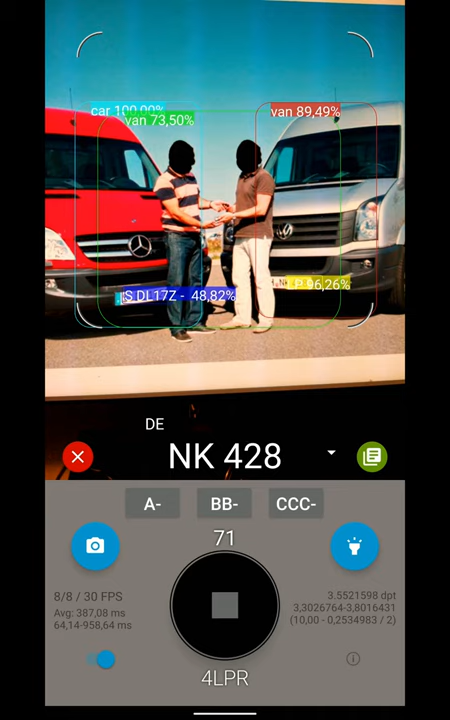 car 100,00%
van 73,50%
van 89,49%
S DL17Z - 48,82%
P 96,26%
DE
NK 428
A-
BB-
CCC-
71
8/8 / 30 FPS
Avg: 387,08 ms
64,14-958,64 ms
3.5521598 dpt
3,3026764-3,8016431
(10,00 - 0,2534983 / 2)
4LPR